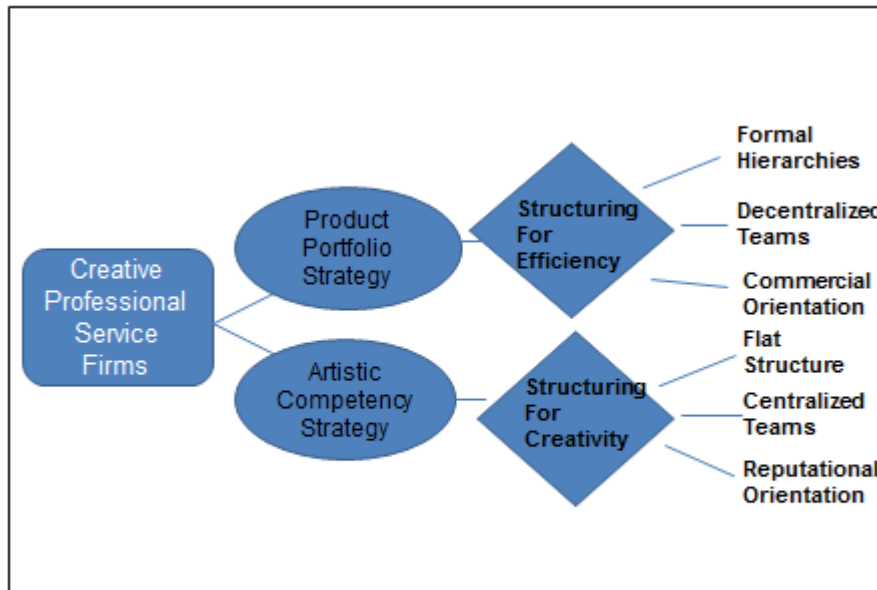 Creative
Professional
Service
Firms
Product
Portfolio
Strategy
Structuring
For
Efficiency
Formal
Hierarchies
Decentralized
Teams
Commercial
Orientation
Artistic
Competency
Strategy
Structuring
For
Creativity
Flat
Structure
Centralized
Teams
Reputational
Orientation